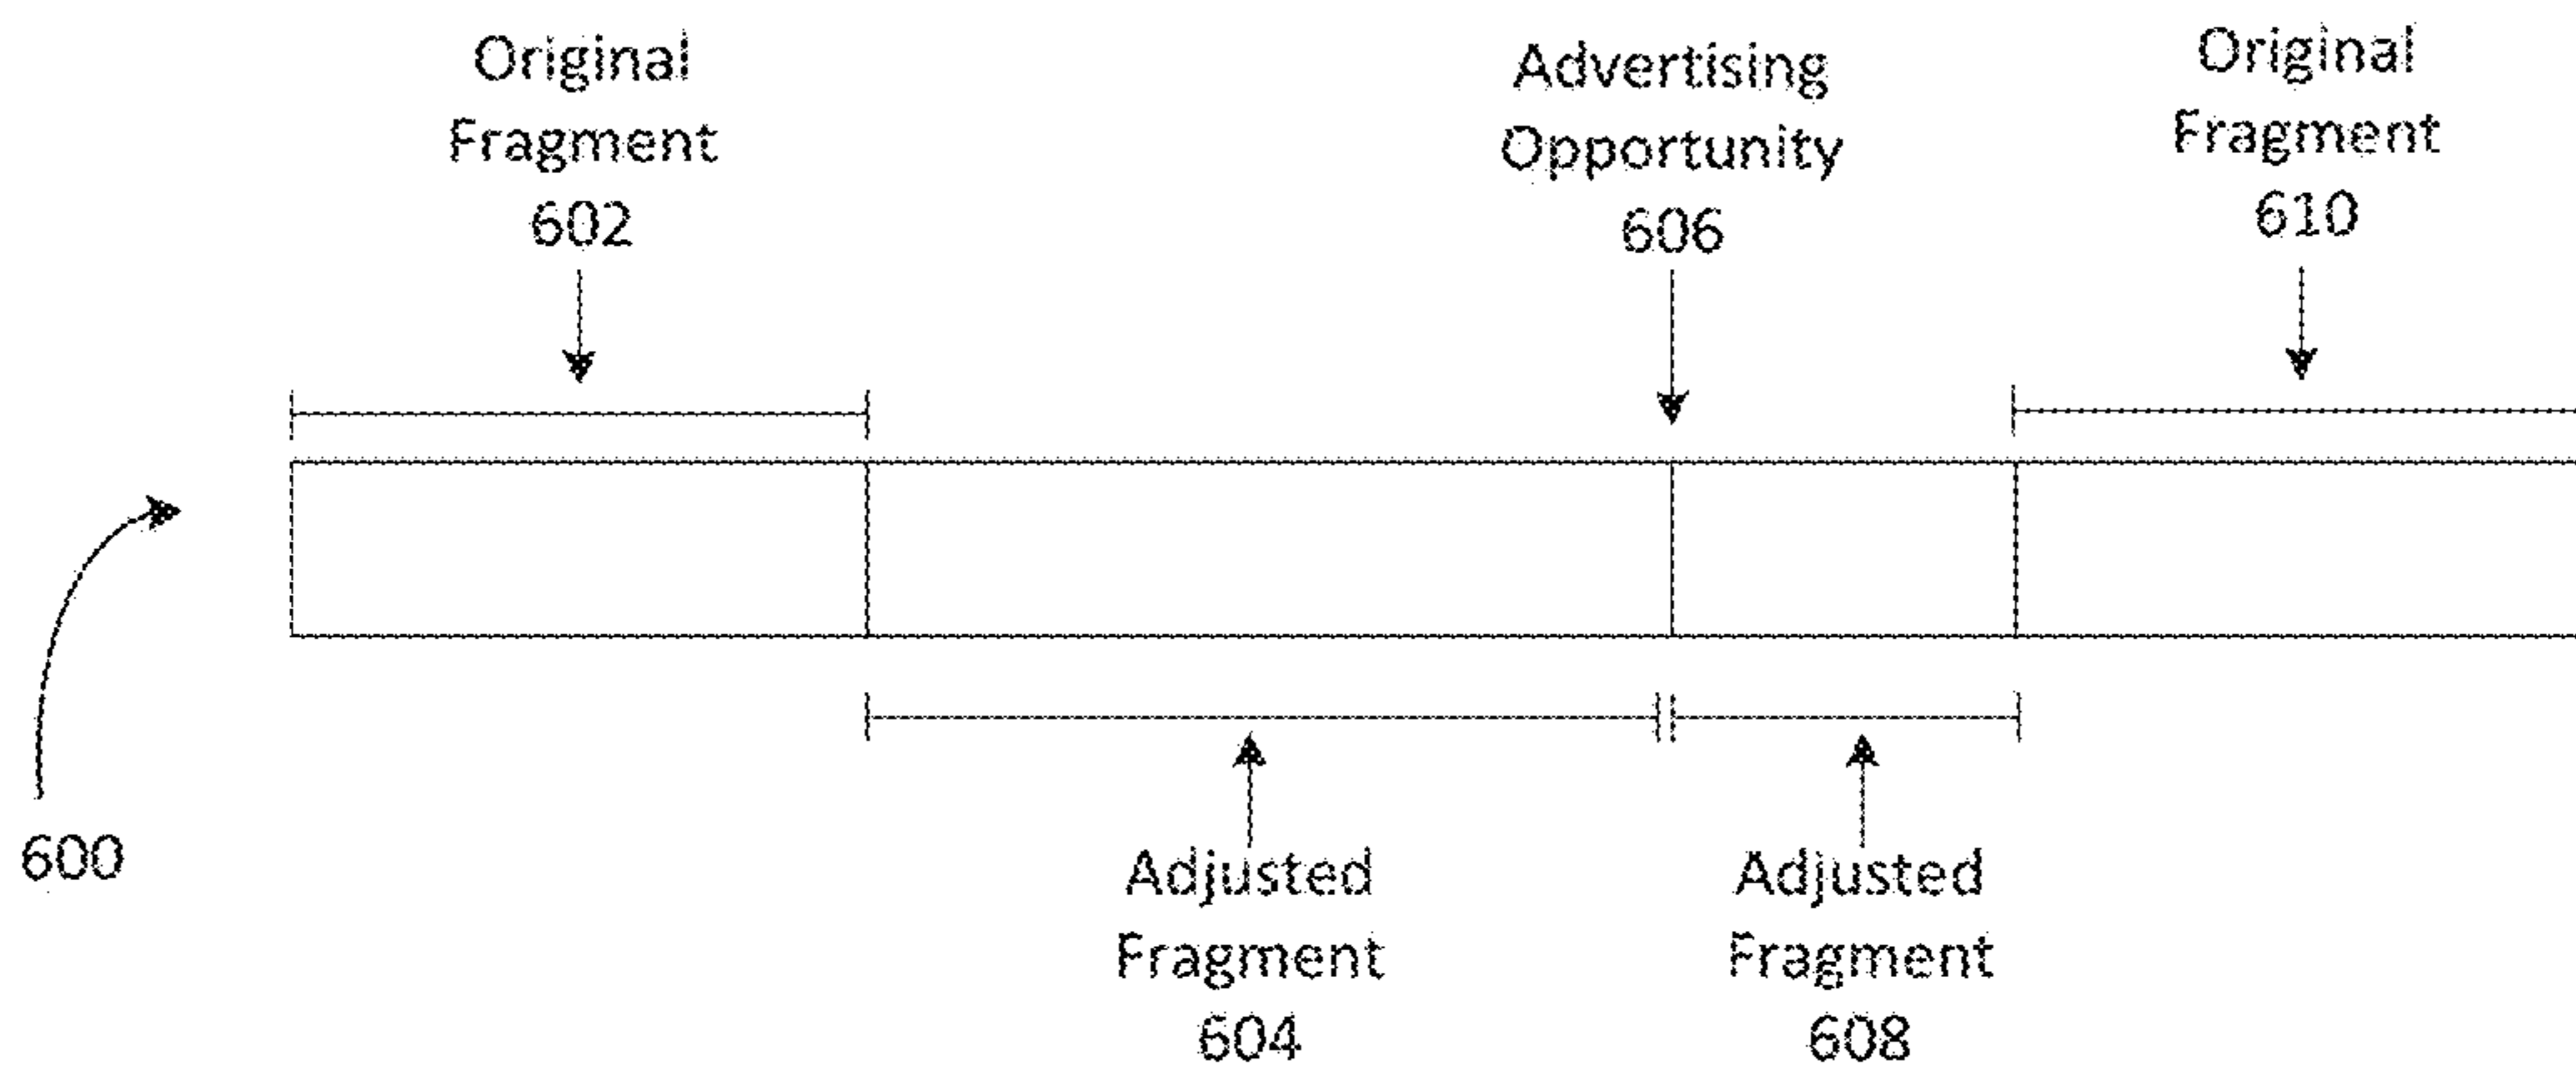 Original
Fragment
602
Advertising
Opportunity
606
Original
Fragment
610
600
Adjusted
Fragment
604
Adjusted
Fragment
608